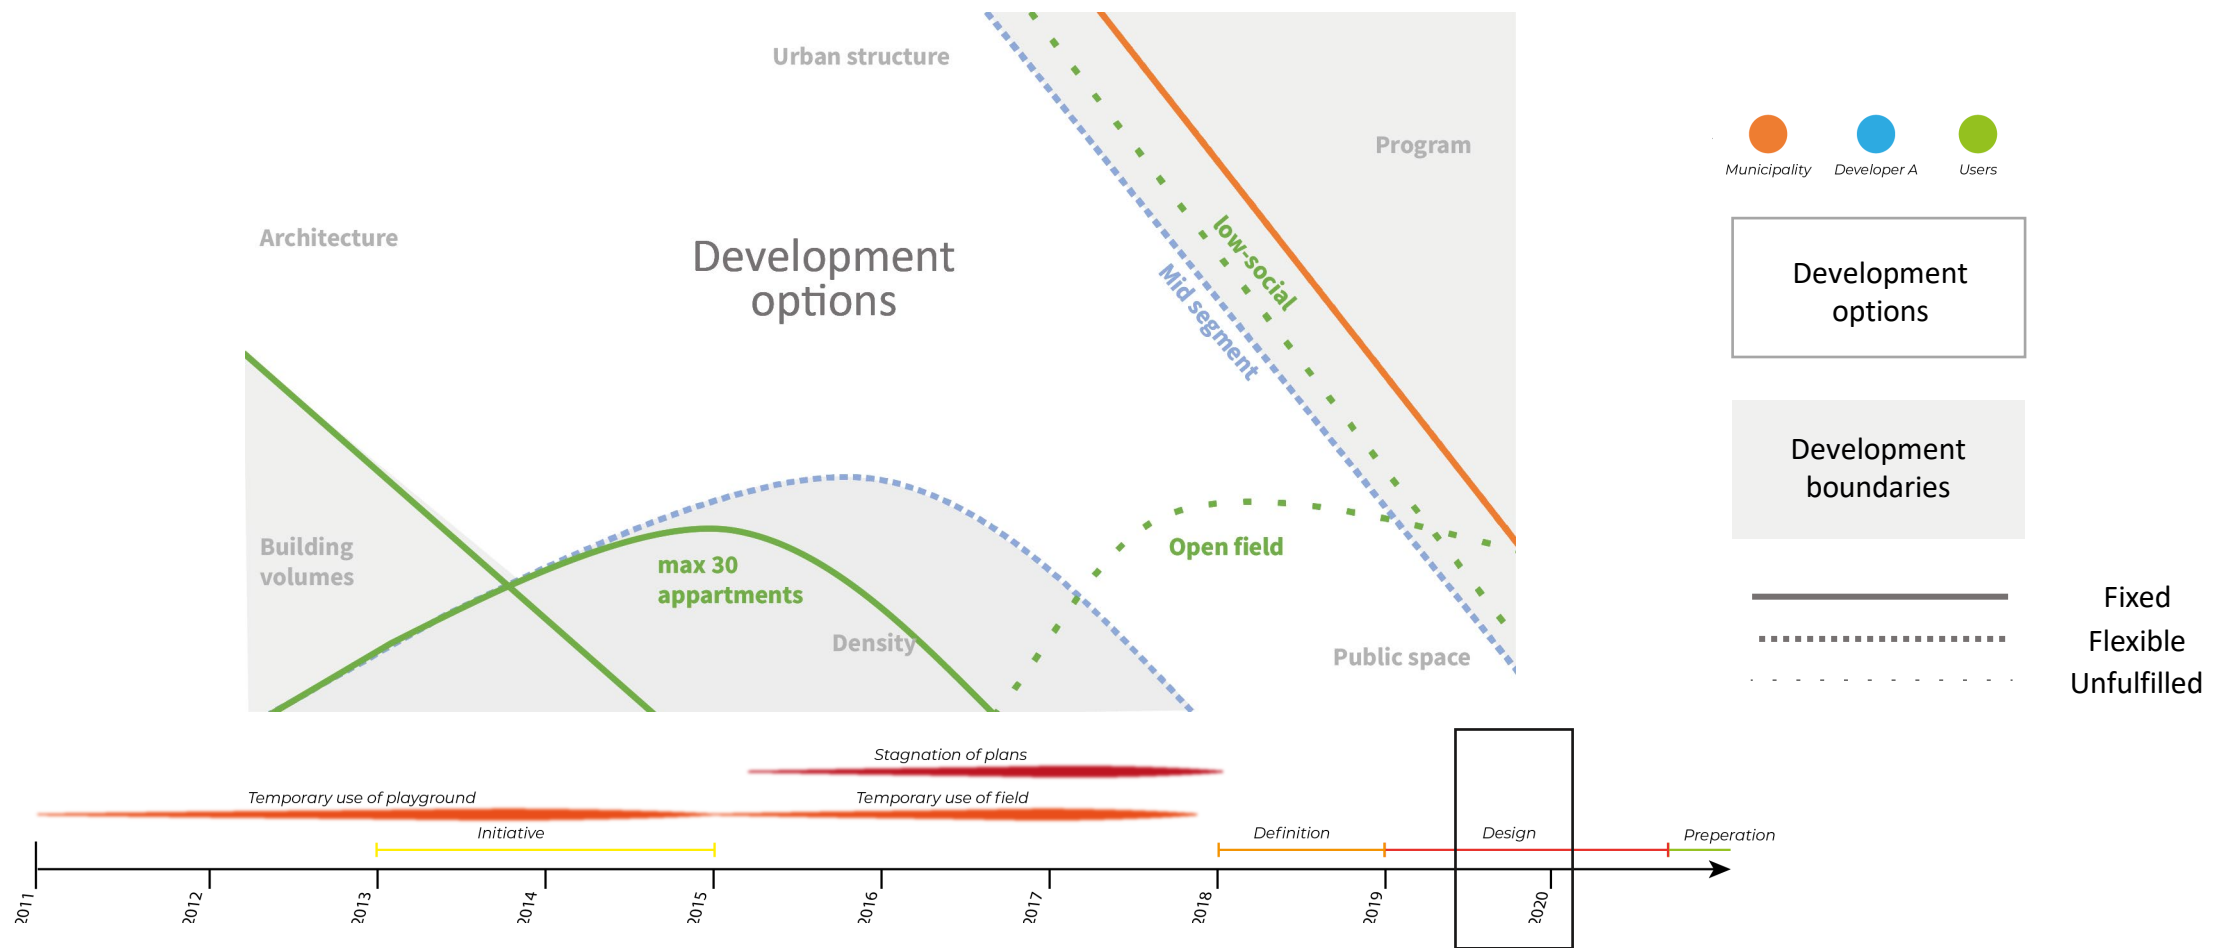 Urban structure
Program
Architecture
Development
options
low-social
Mid segment
Building
volumes
max 30
appartments
Density
Open field
Public space
Municipality
Developer A
Users
Development
options
Development
boundaries
Fixed
Flexible
Unfulfilled
Stagnation of plans
Temporary use of playground
Temporary use of field
Initiative
Definition
Design
Preperation
2011
2012
2013
2014
2015
2016
2017
2018
2019
2020